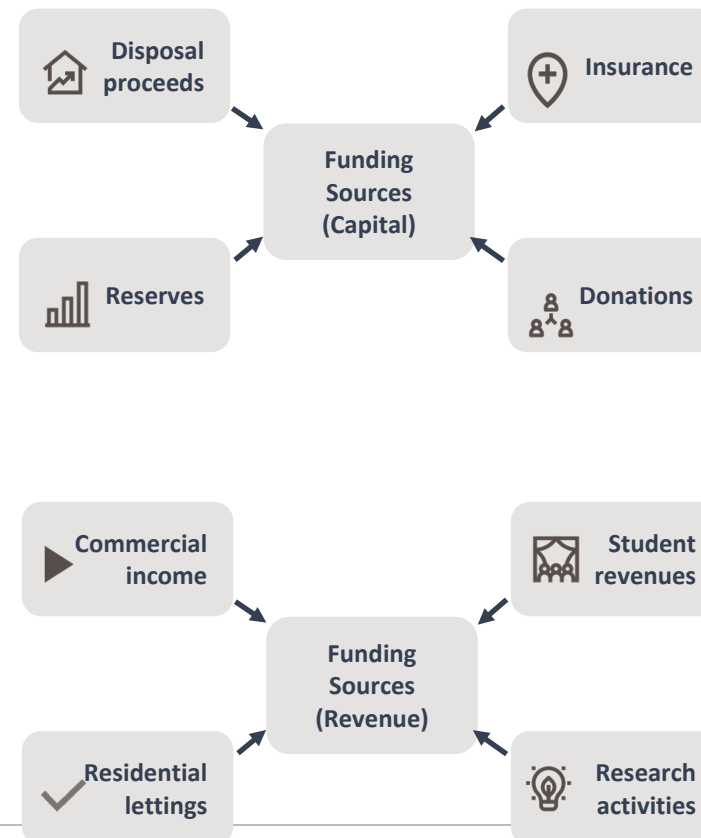 Disposal
proceeds
Insurance
Funding
Sources
(Capital)
Reserves
Donations
Commercial
income
Student
revenues
Funding
Sources
(Revenue)
Residential
lettings
Research
activities